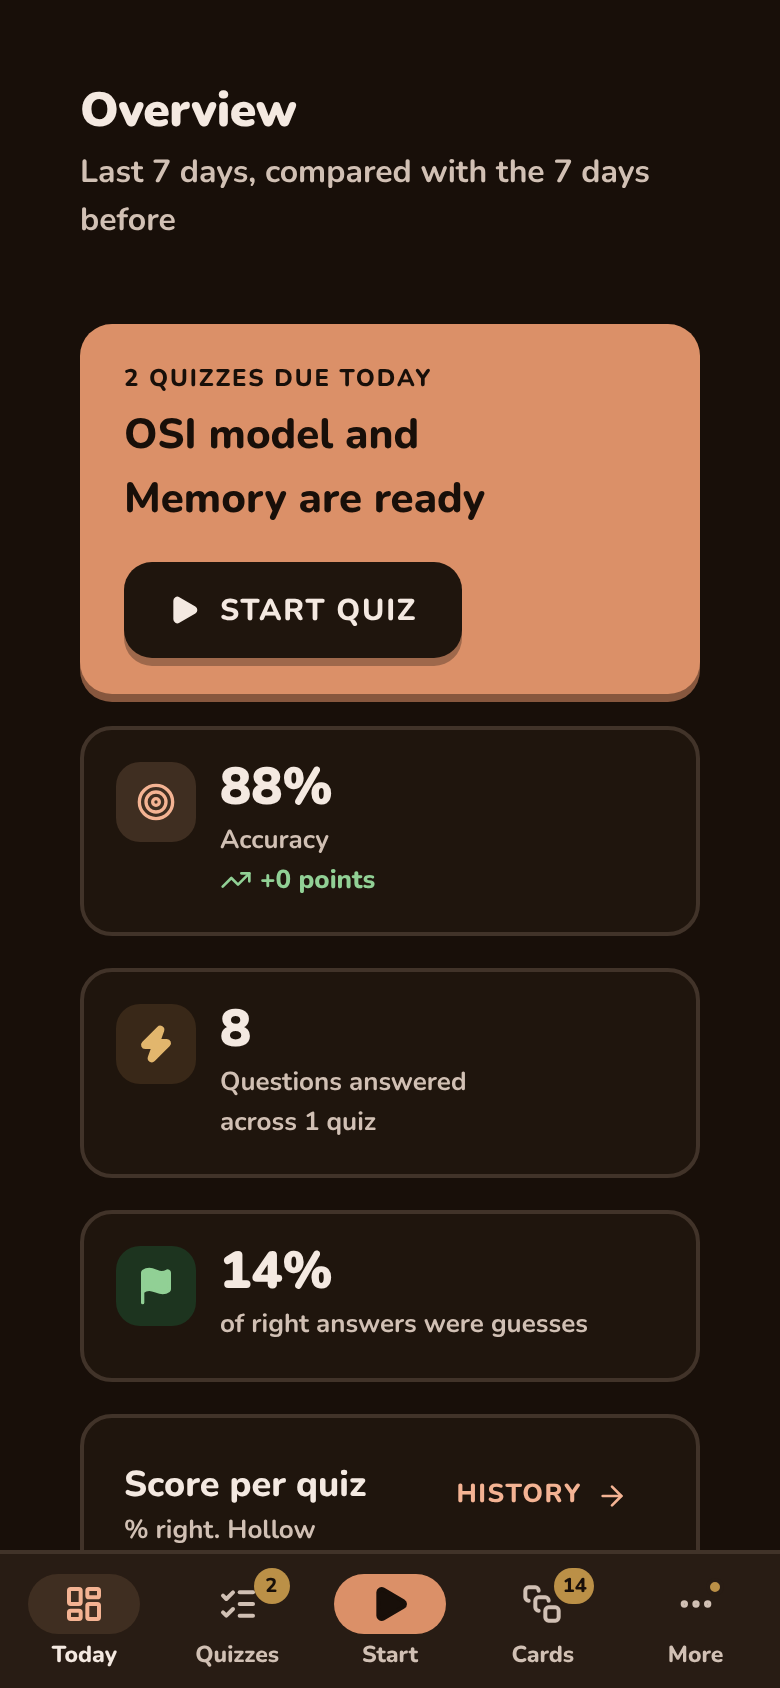 Overview
Last 7 days, compared with the 7 days
before
2 QUIZZES DUE TODAY
OSI model and
Memory are ready
START QUIZ
88%
Accuracy
+0 points
8
Questions answered
across 1 quiz
14%
of right answers were guesses
Score per quiz
HISTORY
% right. Hollow
2
14
Today
Quizzes
Start
Cards
More